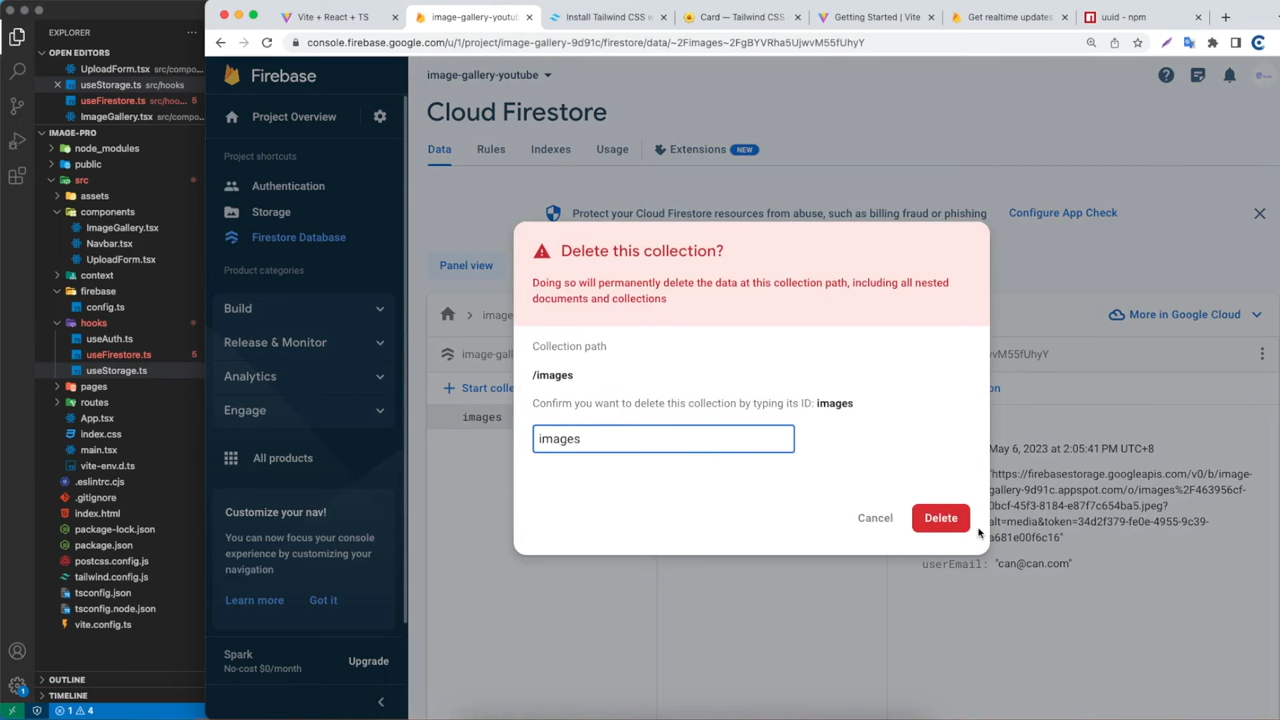 EXPLORER
OPEN EDITORS
UploadForm.tsx src/compo...
useStorage.ts src/hooks
useFirestore.ts src/hoo... 5
ImageGallery.tsx src/compo...
IMAGE-PRO
node_modules
public
src
assets
components
ImageGallery.tsx
Navbar.tsx
UploadForm.tsx
context
firebase
config.ts
hooks
useAuth.ts
useFirestore.ts 5
useStorage.ts
pages
routes
App.tsx
index.css
main.tsx
vite-env.d.ts
.eslintrc.cjs
.gitignore
index.html
package-lock.json
package.json
postcss.config.js
tailwind.config.js
tsconfig.json
tsconfig.node.json
vite.config.ts
OUTLINE
TIMELINE
1
1 4
Vite + React + TS
image-gallery-youtub
Install Tailwind CSS w
Card — Tailwind CSS
Getting Started | Vite
Get realtime updates
uuid - npm
console.firebase.google.com/u/1/project/image-gallery-9d91c/firestore/data/~2Fimages~2FgBYVRha5UjwvM55fUhyY
Firebase
Project Overview
Project shortcuts
Authentication
Storage
Firestore Database
Product categories
Build
Release & Monitor
Analytics
Engage
All products
Customize your nav!
You can now focus your console
experience by customizing your
navigation
Learn more Got it
Spark
No-cost $0/month
Upgrade
image-gallery-youtube
Cloud Firestore
Data Rules Indexes Usage Extensions NEW
Protect your Cloud Firestore resources from abuse, such as billing fraud or phishing Configure App Check
Panel view
More in Google Cloud
image-gall
vM55fUhyY
Start colle
on
images
Delete this collection?
Doing so will permanently delete the data at this collection path, including all nested
documents and collections
Collection path
/images
Confirm you want to delete this collection by typing its ID: images
images
Cancel Delete
May 6, 2023 at 2:05:41 PM UTC+8
"https://firebasestorage.googleapis.com/v0/b/image-
gallery-9d91c.appspot.com/o/images%2F463956cf-
0bcf-45f3-8184-e87f7c654ba5.jpeg?
alt=media&token=34d2f379-fe0e-4955-9c39-
a681e00f6c16"
userEmail: "can@can.com"